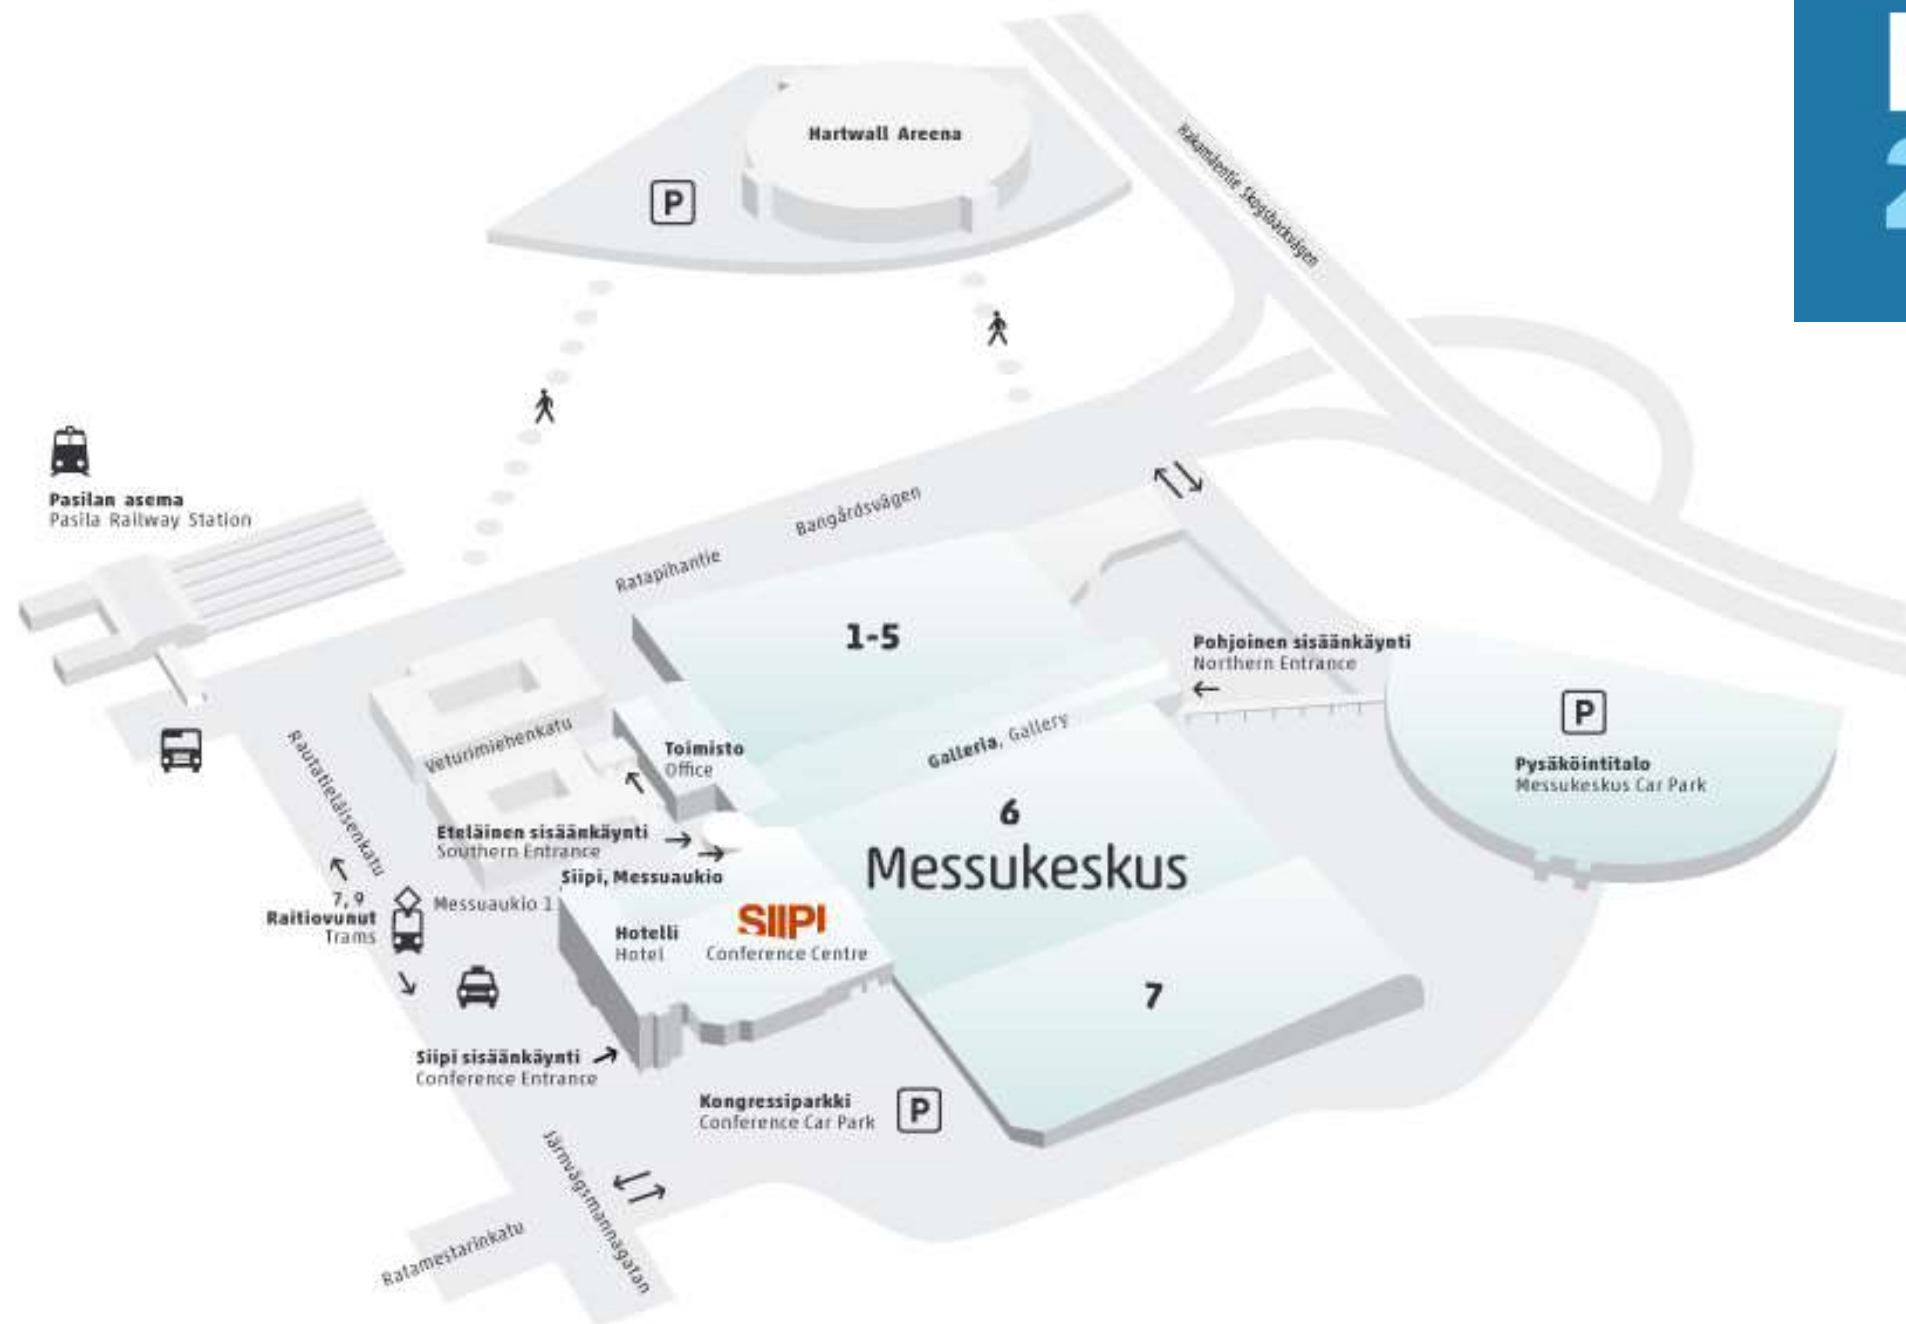 Hartwall Areena
P
Hakamäentie Skogsbackvägen
Pasilan asema
Pasila Railway Station
Bangårdsvägen
Ratapihantie
1-5
Pohjoinen sisäänkäynti
Northern Entrance
P
Pysäköintitalo
Messukeskus Car Park
Rautatieläisenkatu
Veturimiehenkatu
Toimisto
Office
Galleria, Gallery
6
Messukeskus
Eteläinen sisäänkäynti
Southern Entrance
Siipi, Messuaukio
7, 9
Raitiovunut
Trams
Messuaukio 1
Hotelli
Hotel
SIIPI
Conference Centre
7
Siipi sisäänkäynti
Conference Entrance
Kongressiparkki
Conference Car Park
P
Järnvägsmannagatan
Ratamestarinkatu